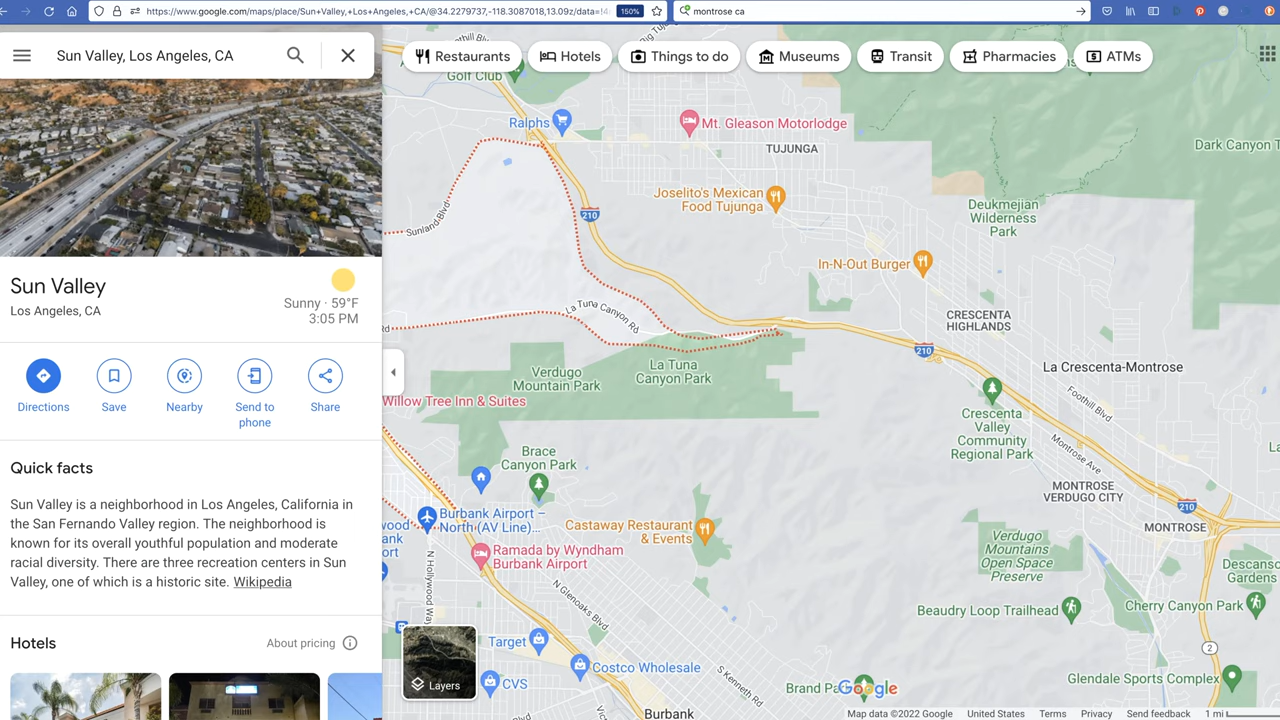 https://www.google.com/maps/place/Sun+Valley,+Los+Angeles,+CA/@34.2279737,-118.3087018,13.09z/data=!4
150%
montrose ca
Sun Valley, Los Angeles, CA
Restaurants
Hotels
Things to do
Museums
Transit
Pharmacies
ATMs
Sun Valley
Los Angeles, CA
Sunny · 59°F
3:05 PM
Directions
Save
Nearby
Send to
phone
Share
Quick facts
Sun Valley is a neighborhood in Los Angeles, California in
the San Fernando Valley region. The neighborhood is
known for its overall youthful population and moderate
racial diversity. There are three recreation centers in Sun
Valley, one of which is a historic site. Wikipedia
Hotels
About pricing
Golf Club
Ralphs
Mt. Gleason Motorlodge
TUJUNGA
Dark Canyon T
Joselito's Mexican
Food Tujunga
Deukmejian
Wilderness
Park
210
Sunland Blvd
In-N-Out Burger
La Tuna Canyon Rd
Rd
CRESCENTA
HIGHLANDS
210
La Crescenta-Montrose
La Tuna
Canyon Park
Verdugo
Mountain Park
Willow Tree Inn & Suites
Foothill Blvd
Crescenta
Valley
Community
Regional Park
Montrose Ave
Brace
Canyon Park
MONTROSE
VERDUGO CITY
210
MONTROSE
Burbank Airport –
North (AV Line)...
wood
ank
ort
Castaway Restaurant
& Events
Verdugo
Mountains
Open Space
Preserve
Ramada by Wyndham
Burbank Airport
Descanso
Gardens
N Hollywood Way
N Glenoaks Blvd
Beaudry Loop Trailhead
Cherry Canyon Park
Target
2
Costco Wholesale
CVS
S Kenneth Rd
Glendale Sports Complex
Layers
Brand Pa
Google
Burbank
Map data ©2022 Google
United States
Terms
Privacy
Send feedback
1 mi